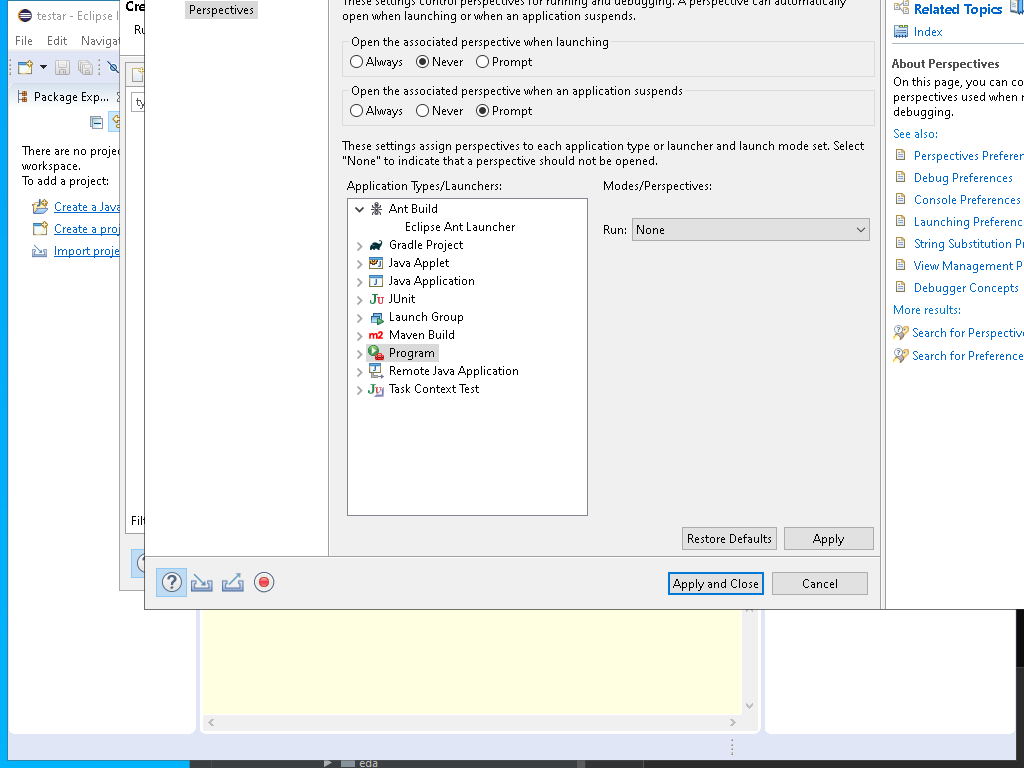 testar - Eclipse
Cre
Ru
File Edit Navigat
Package Exp...
ty
There are no proje
workspace.
To add a project:
Create a Java
Create a proj
Import proje
Filt
Perspectives
These settings control perspectives for running and debugging. A perspective can automatically
open when launching or when an application suspends.
Open the associated perspective when launching
Always Never Prompt
Open the associated perspective when an application suspends
Always Never Prompt
These settings assign perspectives to each application type or launcher and launch mode set. Select
"None" to indicate that a perspective should not be opened.
Application Types/Launchers:
Modes/Perspectives:
Ant Build
Eclipse Ant Launcher
Gradle Project
Java Applet
Java Application
JUnit
Launch Group
Maven Build
Program
Remote Java Application
Task Context Test
Run: None
Restore Defaults Apply
Apply and Close Cancel
Related Topics
Index
About Perspectives
On this page, you can co
perspectives used when r
debugging.
See also:
Perspectives Preferer
Debug Preferences
Console Preferences
Launching Preferenc
String Substitution Pr
View Management P
Debugger Concepts
More results:
Search for Perspective
Search for Preference
eda